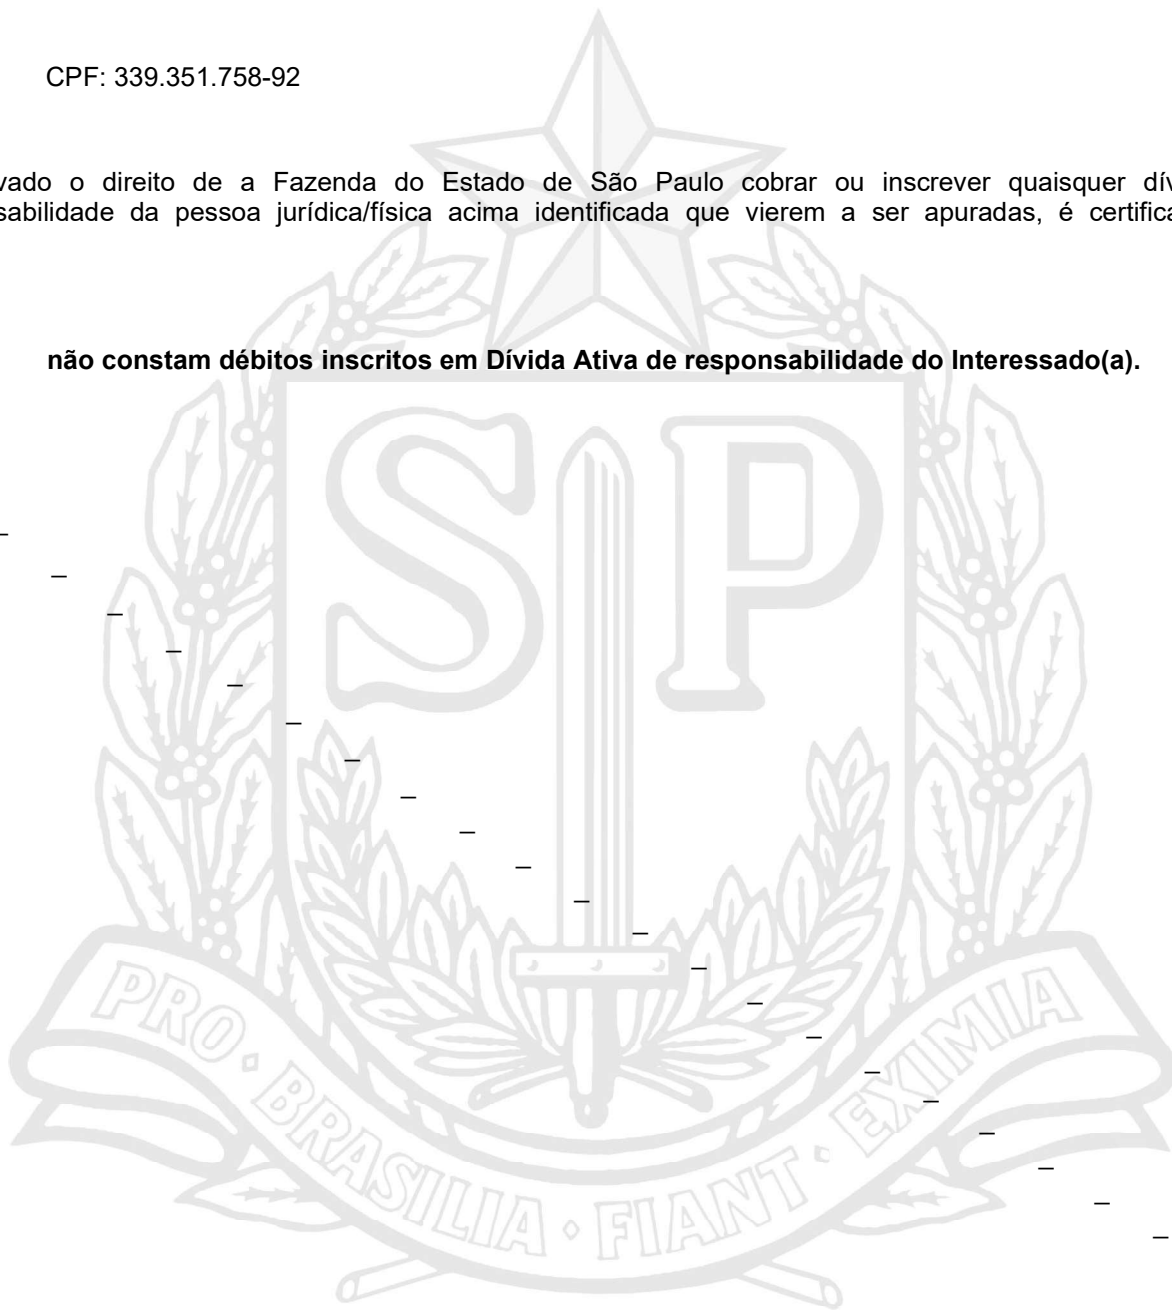 CPF: 339.351.758-92
vado o direito de a Fazenda do Estado de São Paulo cobrar ou inscrever quaisquer dív
sabilidade da pessoa jurídica/física acima identificada que vierem a ser apuradas, é certifica
não constam débitos inscritos em Dívida Ativa de responsabilidade do Interessado(a).
SP
PRO • BRASILIA • FIANT • EXIMIA